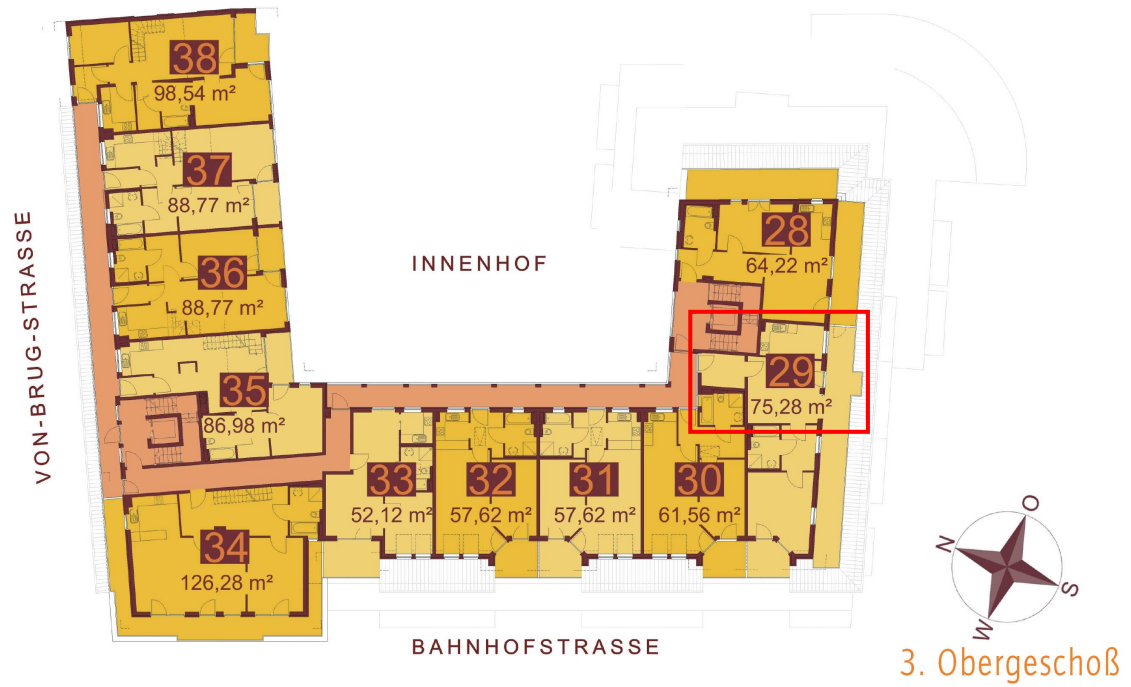 38
98,54 m²
37
88,77 m²
36
88,77 m²
35
86,98 m²
34
126,28 m²
33
52,12 m²
32
57,62 m²
31
57,62 m²
30
61,56 m²
29
75,28 m²
28
64,22 m²
INNENHOF
VON-BRUG-STRASSE
BAHNHOFSTRASSE
N
O
S
W
3. Obergeschoß